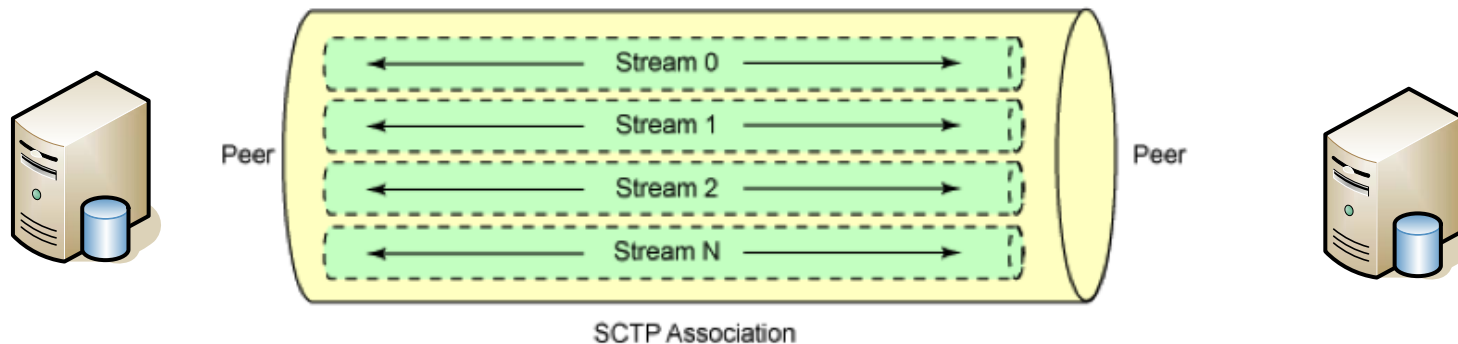 Stream 0
Stream 1
Peer
Peer
Stream 2
Stream N
SCTP Association